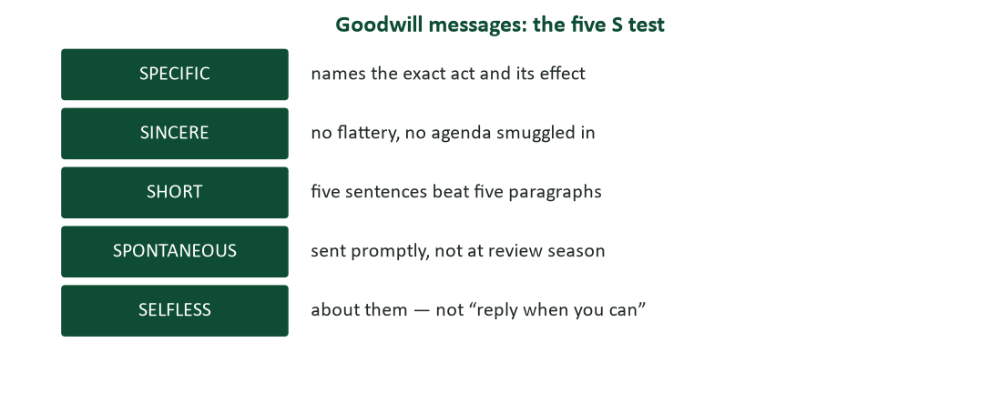 Goodwill messages: the five S test
SPECIFIC names the exact act and its effect
SINCERE no flattery, no agenda smuggled in
SHORT five sentences beat five paragraphs
SPONTANEOUS sent promptly, not at review season
SELFLESS about them — not “reply when you can”